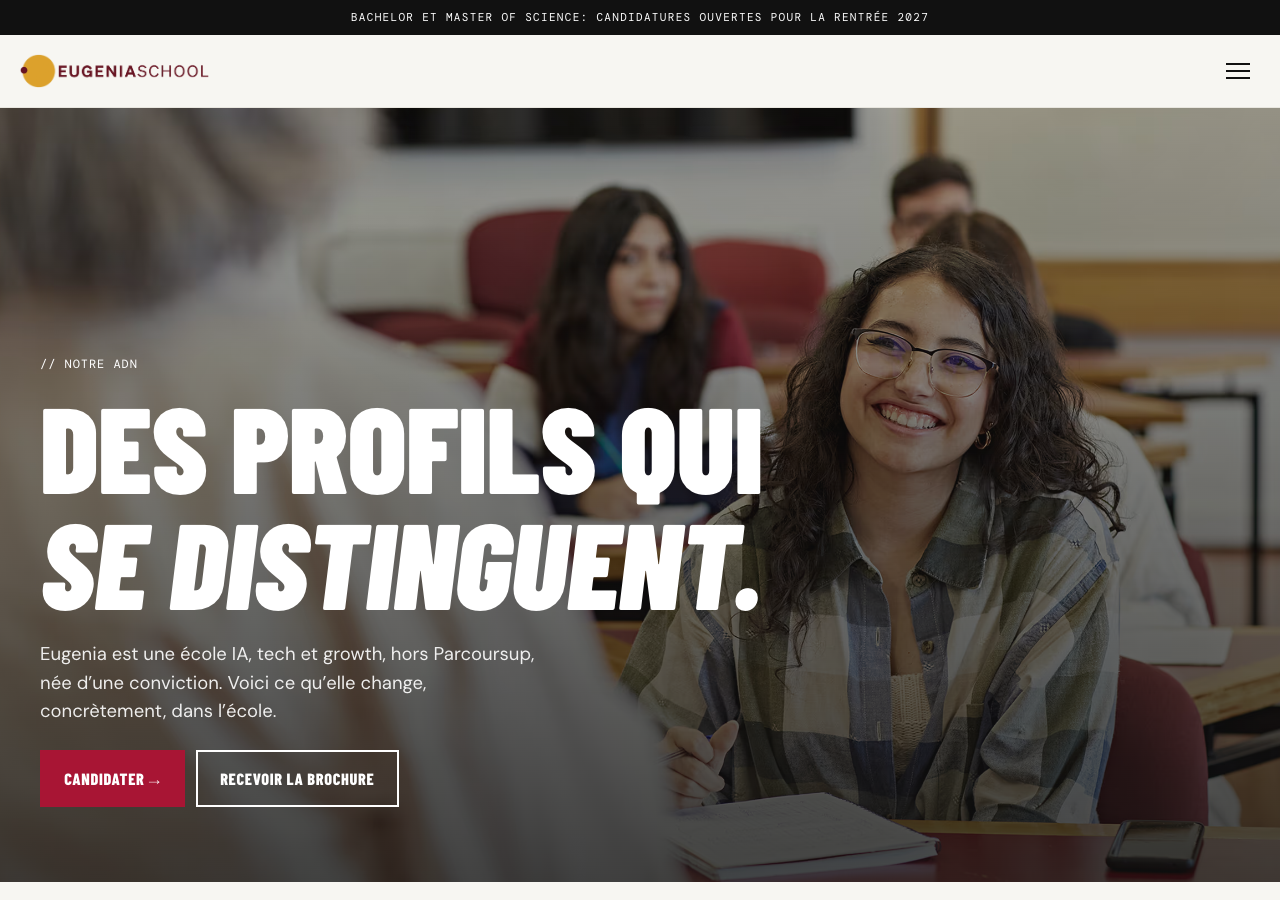 BACHELOR ET MASTER OF SCIENCE: CANDIDATURES OUVERTES POUR LA RENTRÉE 2027
EUGENIASCHOOL
// NOTRE ADN
DES PROFILS QUI
SE DISTINGUENT.
Eugenia est une école IA, tech et growth, hors Parcoursup,
née d’une conviction. Voici ce qu’elle change,
concrètement, dans l’école.
CANDIDATER →
RECEVOIR LA BROCHURE